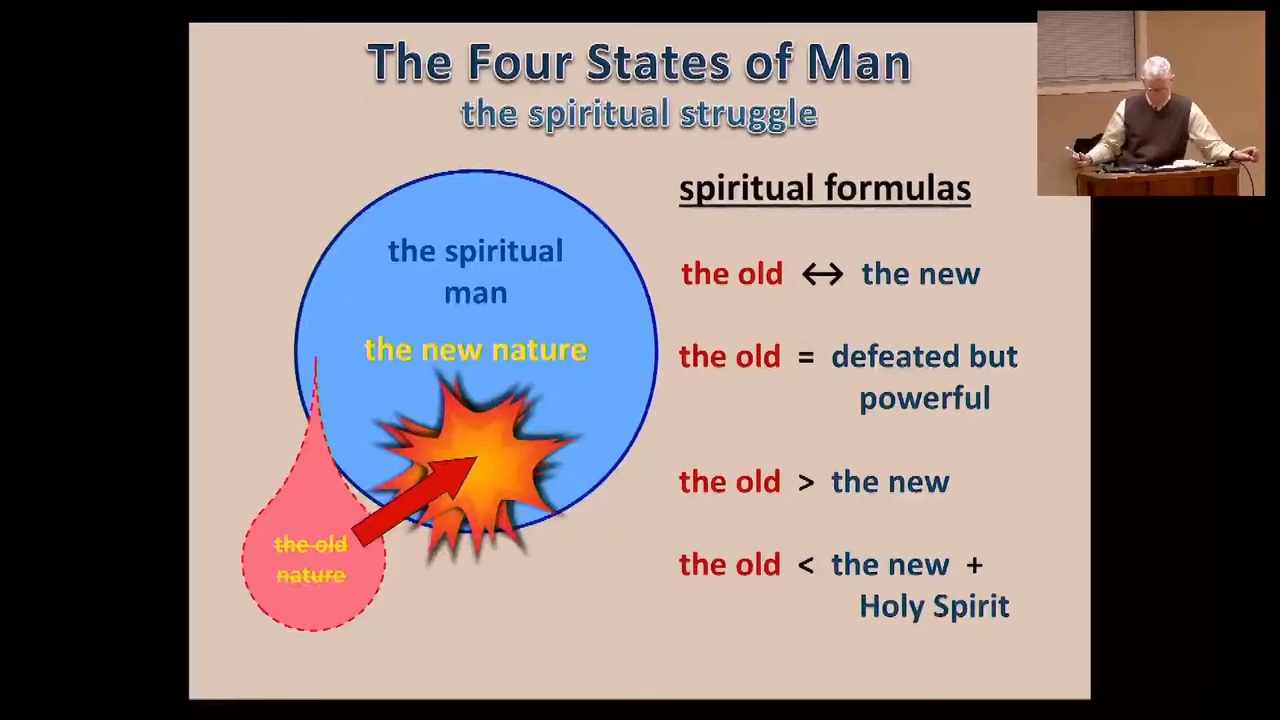 The Four States of Man
the spiritual struggle
the spiritual
man
the new nature
the old
nature
spiritual formulas
the old ↔ the new
the old = defeated but
powerful
the old > the new
the old < the new +
Holy Spirit